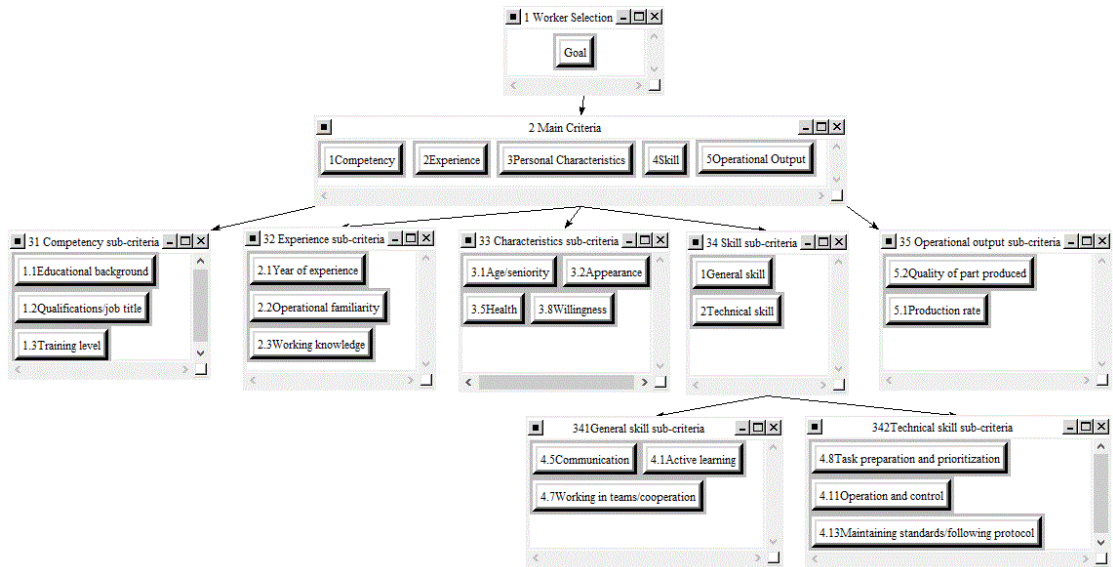 1 Worker Selection
Goal
2 Main Criteria
1Competency 2Experience 3Personal Characteristics 4Skill 5Operational Output
31 Competency sub-criteria
1.1Educational background
1.2Qualifications/job title
1.3Training level
32 Experience sub-criteria
2.1Year of experience
2.2Operational familiarity
2.3Working knowledge
33 Characteristics sub-criteria
3.1Age/seniority 3.2Appearance
3.5Health 3.8Willingness
34 Skill sub-criteria
1General skill
2Technical skill
35 Operational output sub-criteria
5.2Quality of part produced
5.1Production rate
341General skill sub-criteria
4.5Communication 4.1Active learning
4.7Working in teams/cooperation
342Technical skill sub-criteria
4.8Task preparation and prioritization
4.11Operation and control
4.13Maintaining standards/following protocol